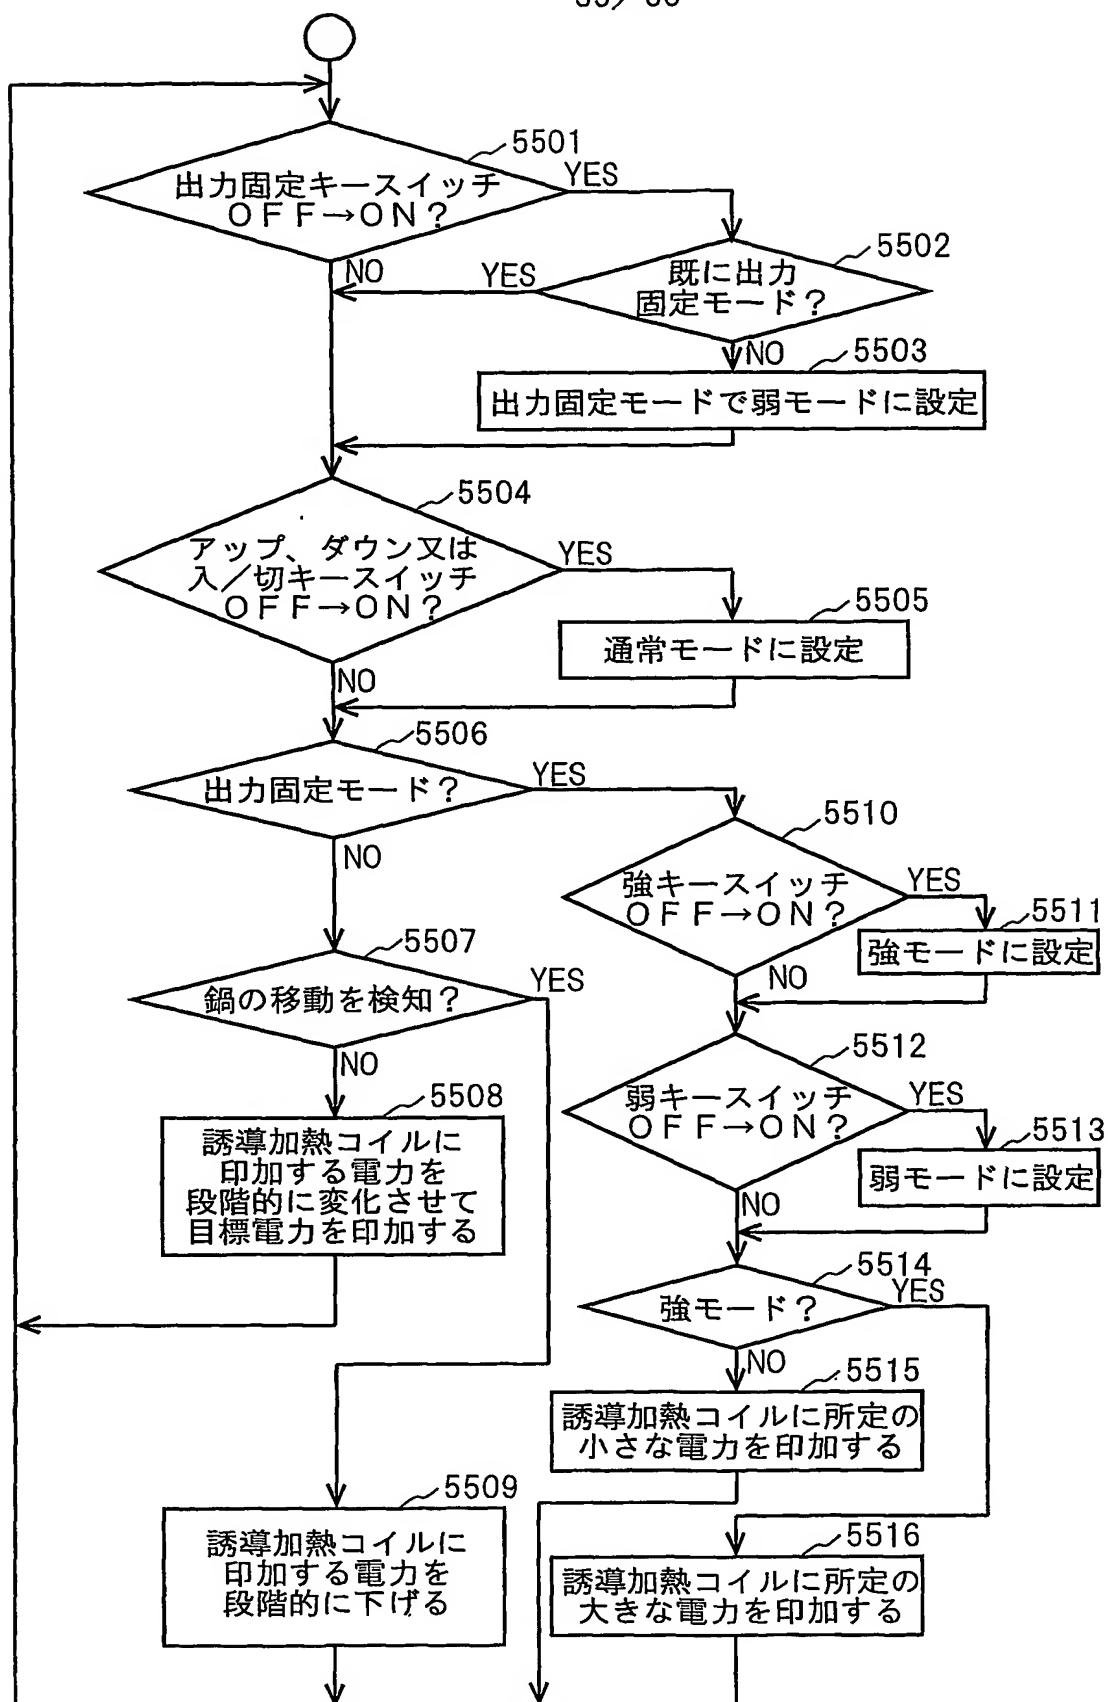 5501
出力固定キースイッチ
OFF→ON?
YES
NO
5502
既に出力
固定モード?
YES
NO
5503
出力固定モードで弱モードに設定
5504
アップ、ダウン又は
入/切キースイッチ
OFF→ON?
YES
NO
5505
通常モードに設定
5506
出力固定モード?
YES
NO
5507
鍋の移動を検知?
YES
NO
5508
誘導加熱コイルに
印加する電力を
段階的に変化させて
目標電力を印加する
5509
誘導加熱コイルに
印加する電力を
段階的に下げる
5510
強キースイッチ
OFF→ON?
YES
NO
5511
強モードに設定
5512
弱キースイッチ
OFF→ON?
YES
NO
5513
弱モードに設定
5514
強モード?
YES
NO
5515
誘導加熱コイルに所定の
小さな電力を印加する
5516
誘導加熱コイルに所定の
大きな電力を印加する